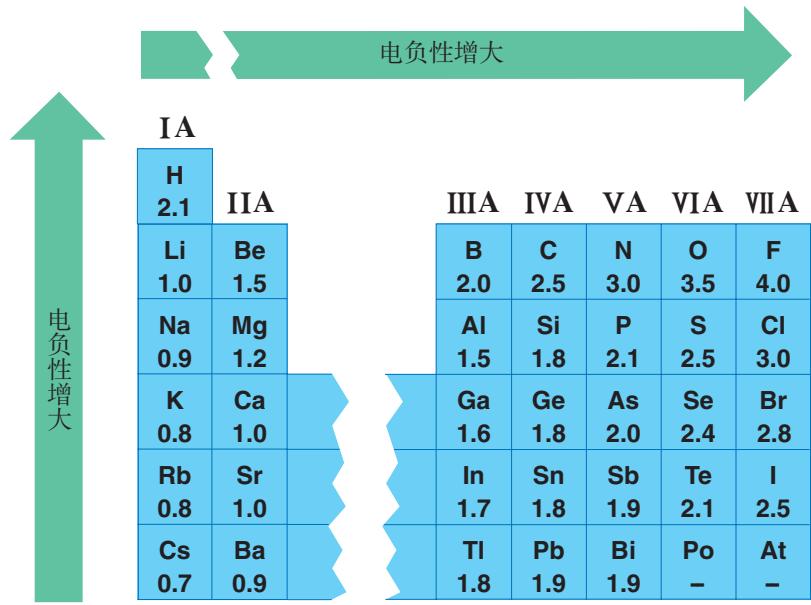 电负性增大
电负性增大
ⅠA
H
2.1
ⅡA ⅢA ⅣA ⅤA ⅥA ⅦA
Li Be B C N O F
1.0 1.5 2.0 2.5 3.0 3.5 4.0
Na Mg Al Si P S Cl
0.9 1.2 1.5 1.8 2.1 2.5 3.0
K Ca Ga Ge As Se Br
0.8 1.0 1.6 1.8 2.0 2.4 2.8
Rb Sr In Sn Sb Te I
0.8 1.0 1.7 1.8 1.9 2.1 2.5
Cs Ba Tl Pb Bi Po At
0.7 0.9 1.8 1.9 1.9 – –